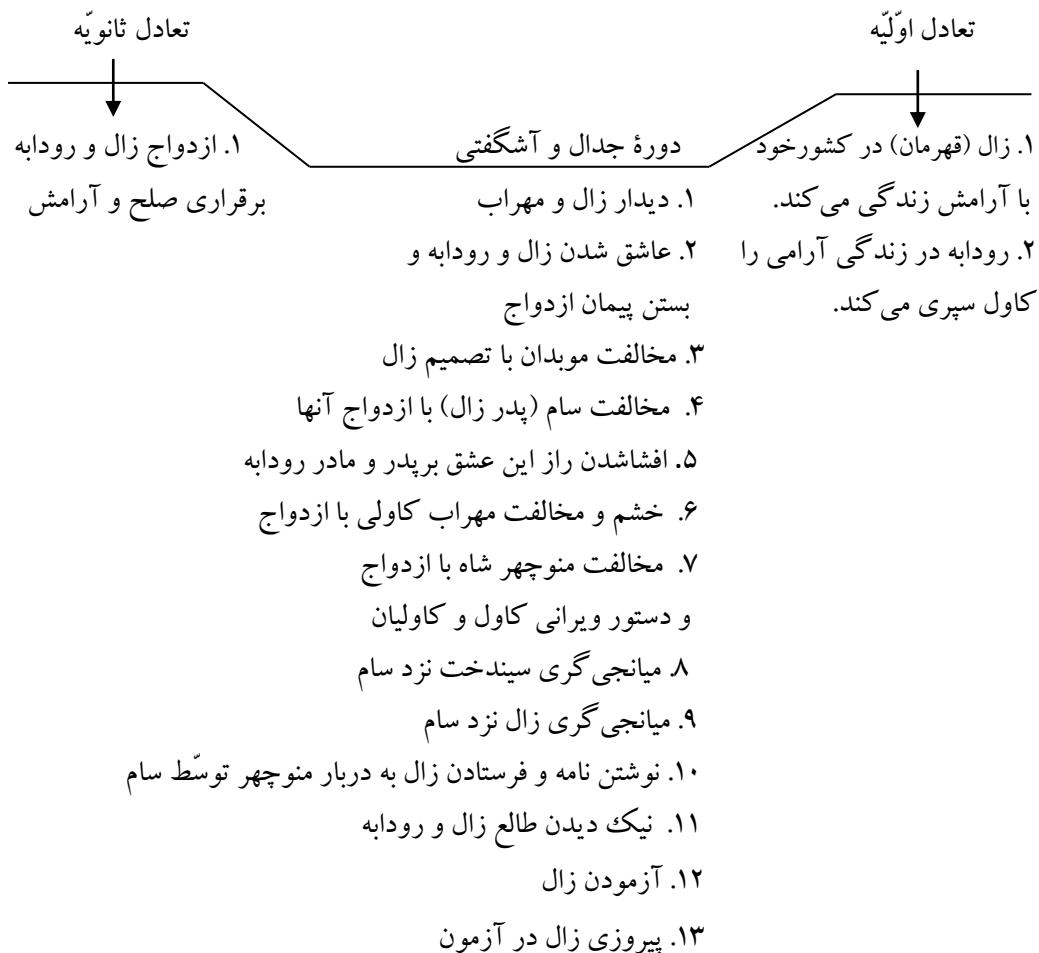 تعادل اوّلیّه
تعادل ثانویّه
۱. زال (قهرمان) در کشورخود
با آرامش زندگی می‌کند.
۲. رودابه در زندگی آرامی را
کاول سپری می‌کند.
دورۀ جدال و آشگفتی
۱. دیدار زال و مهراب
۲. عاشق شدن زال و رودابه و
بستن پیمان ازدواج
۳. مخالفت موبدان با تصمیم زال
۴. مخالفت سام (پدر زال) با ازدواج آنها
۵. افشاشدن راز این عشق برپدر و مادر رودابه
۶. خشم و مخالفت مهراب کاولی با ازدواج
۷. مخالفت منوچهر شاه با ازدواج
و دستور ویرانی کاول و کاولیان
۸. میانجی‌گری سیندخت نزد سام
۹. میانجی‌گری زال نزد سام
۱۰. نوشتن نامه و فرستادن زال به دربار منوچهر توسّط سام
۱۱. نیک دیدن طالع زال و رودابه
۱۲. آزمودن زال
۱۳. پیروزی زال در آزمون
۱. ازدواج زال و رودابه
برقراری صلح و آرامش